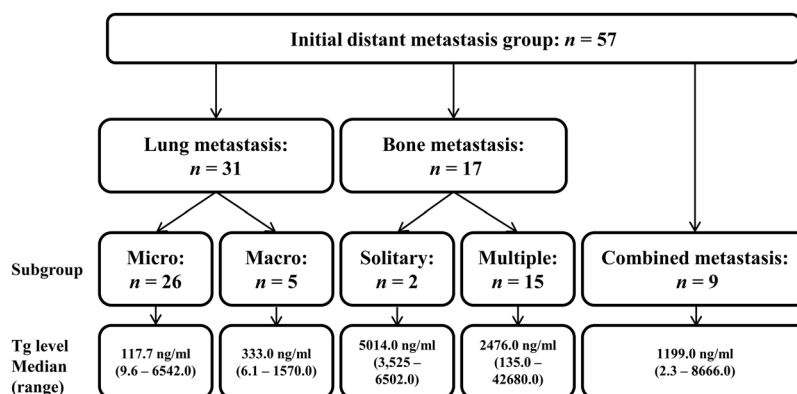 Initial distant metastasis group: n = 57
Lung metastasis:
n = 31
Bone metastasis:
n = 17
Subgroup
Micro:
n = 26
Macro:
n = 5
Solitary:
n = 2
Multiple:
n = 15
Combined metastasis:
n = 9
Tg level
Median
(range)
117.7 ng/ml
(9.6 – 6542.0)
333.0 ng/ml
(6.1 – 1570.0)
5014.0 ng/ml
(3,525 –
6502.0)
2476.0 ng/ml
(135.0 –
42680.0)
1199.0 ng/ml
(2.3 – 8666.0)